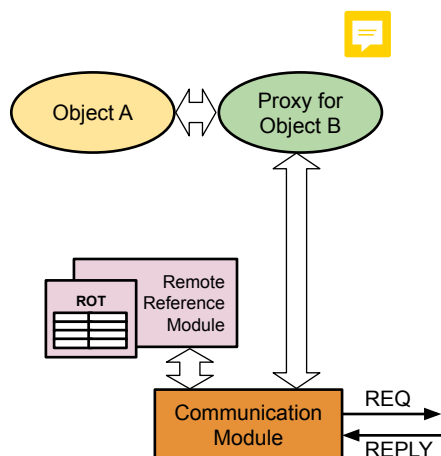 Object A
Proxy for
Object B
ROT
Remote
Reference
Module
Communication
Module
REQ
REPLY